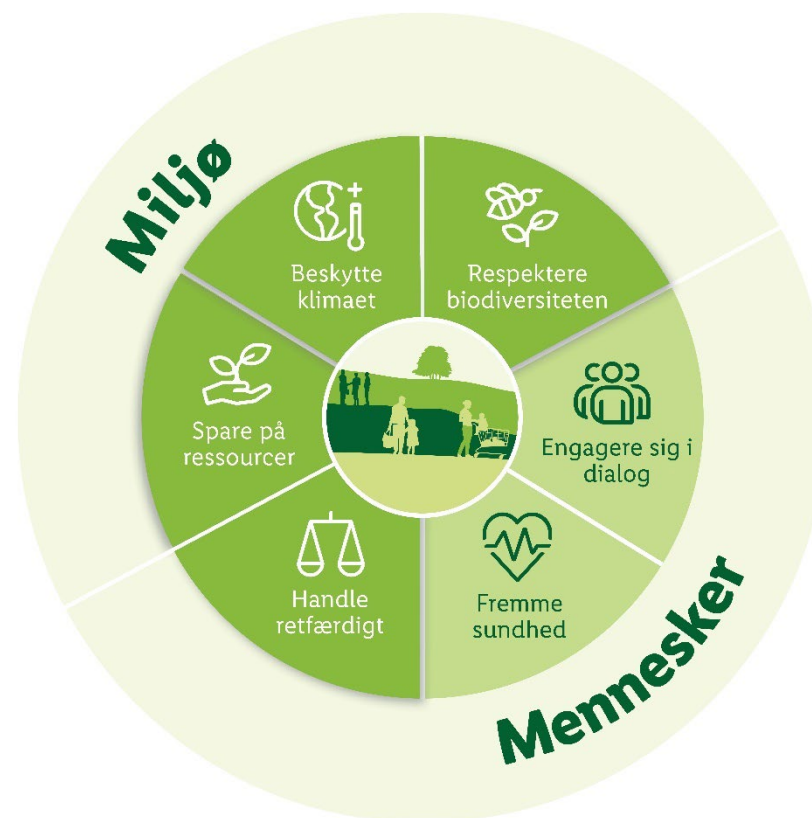 Miljø
Beskytte
klimaet
Respektere
biodiversiteten
Spare på
ressourcer
Engagere sig i
dialog
Handle
retfærdigt
Fremme
sundhed
Mennesker